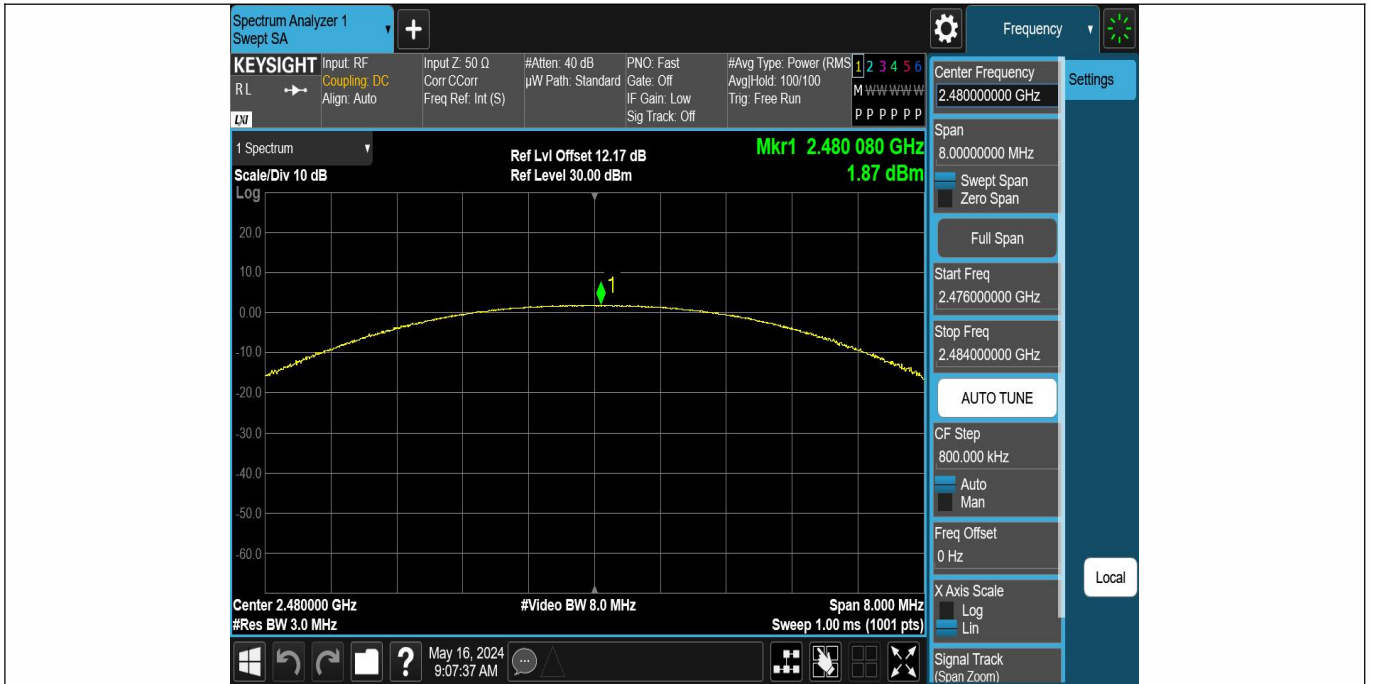 Spectrum Analyzer 1
Swept SA
+
Frequency
KEYSIGHT
R L
LXI
Input: RF
Coupling: DC
Align: Auto
Input Z: 50 Ω
Corr CCorr
Freq Ref: Int (S)
#Atten: 40 dB
µW Path: Standard
PNO: Fast
Gate: Off
IF Gain: Low
Sig Track: Off
#Avg Type: Power (RMS
Avg|Hold: 100/100
Trig: Free Run
1 2 3 4 5 6
M W W W W W
P P P P P P
1 Spectrum
Scale/Div 10 dB
Ref Lvl Offset 12.17 dB
Ref Level 30.00 dBm
Mkr1 2.480 080 GHz
1.87 dBm
Log
20.0
10.0
0.00
-10.0
-20.0
-30.0
-40.0
-50.0
-60.0
1
Center 2.480000 GHz
#Res BW 3.0 MHz
#Video BW 8.0 MHz
Span 8.000 MHz
Sweep 1.00 ms (1001 pts)
?
May 16, 2024
9:07:37 AM
Center Frequency
2.480000000 GHz
Span
8.00000000 MHz
Swept Span
Zero Span
Full Span
Start Freq
2.476000000 GHz
Stop Freq
2.484000000 GHz
AUTO TUNE
CF Step
800.000 kHz
Auto
Man
Freq Offset
0 Hz
X Axis Scale
Log
Lin
Signal Track
(Span Zoom)
Settings
Local